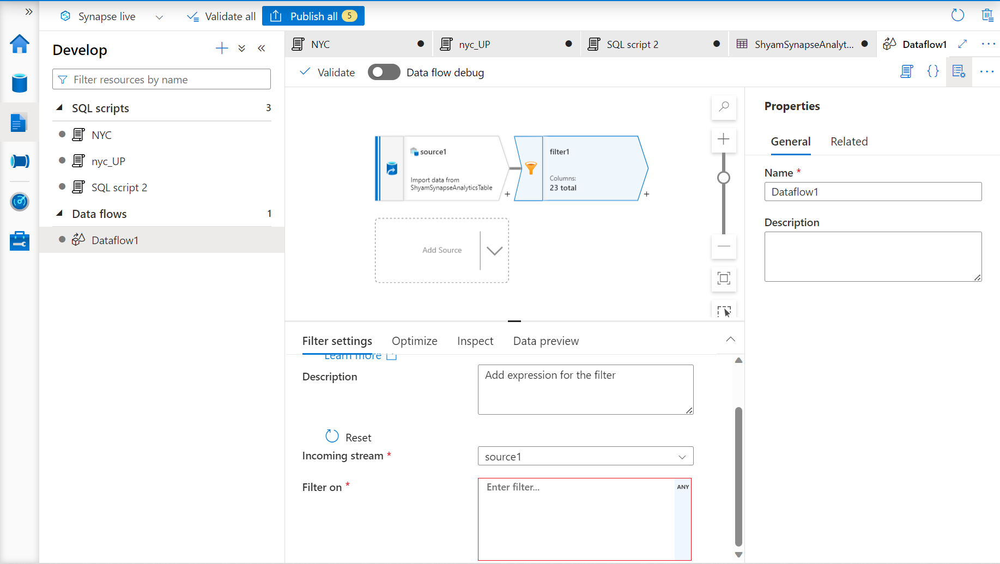 Synapse live
Validate all
Publish all 5
Develop
Filter resources by name
SQL scripts 3
NYC
nyc_UP
SQL script 2
Data flows 1
Dataflow1
NYC
nyc_UP
SQL script 2
ShyamSynapseAnalyt...
Dataflow1
Validate
Data flow debug
source1
Import data from
ShyamSynapseAnalyticsTable
+
filter1
Columns:
23 total
+
Add Source
Filter settings
Optimize
Inspect
Data preview
Learn more
Description
Add expression for the filter
Reset
Incoming stream *
source1
Filter on *
Enter filter...
ANY
Properties
General
Related
Name *
Dataflow1
Description